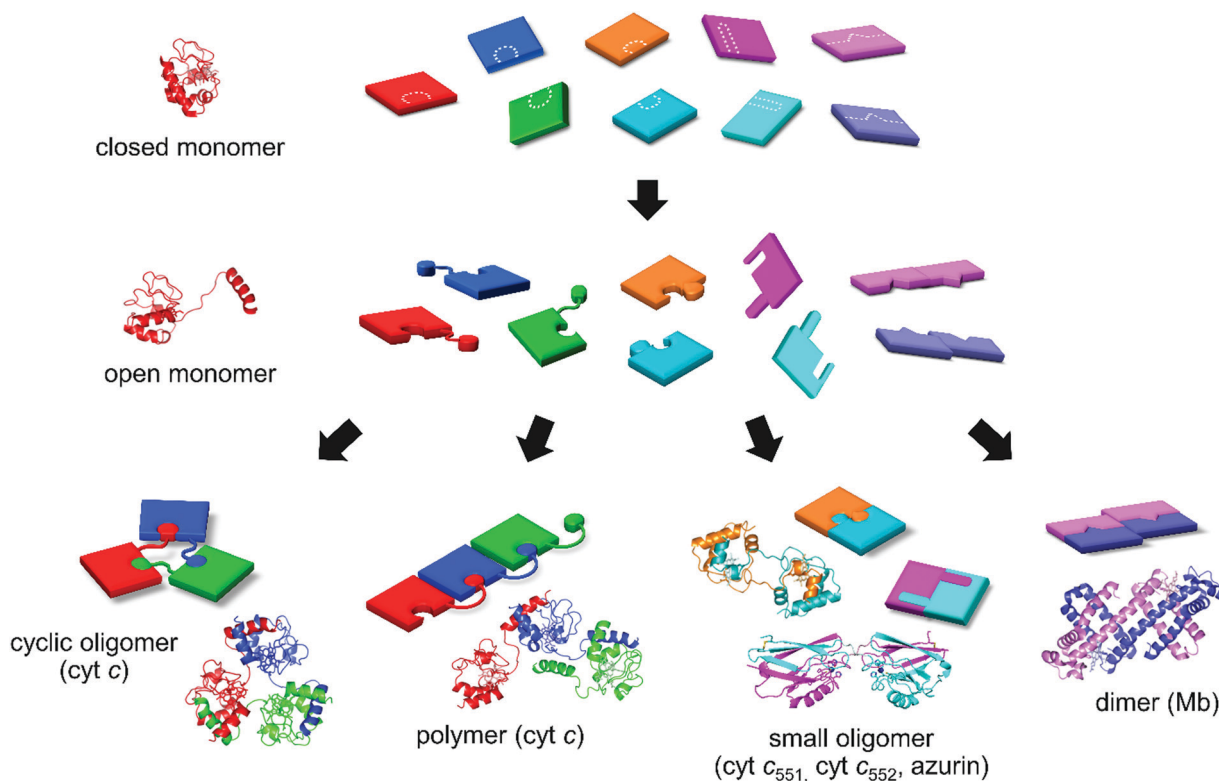 closed monomer
open monomer
cyclic oligomer
(cyt c)
polymer (cyt c)
small oligomer
(cyt c551, cyt c552, azurin)
dimer (Mb)